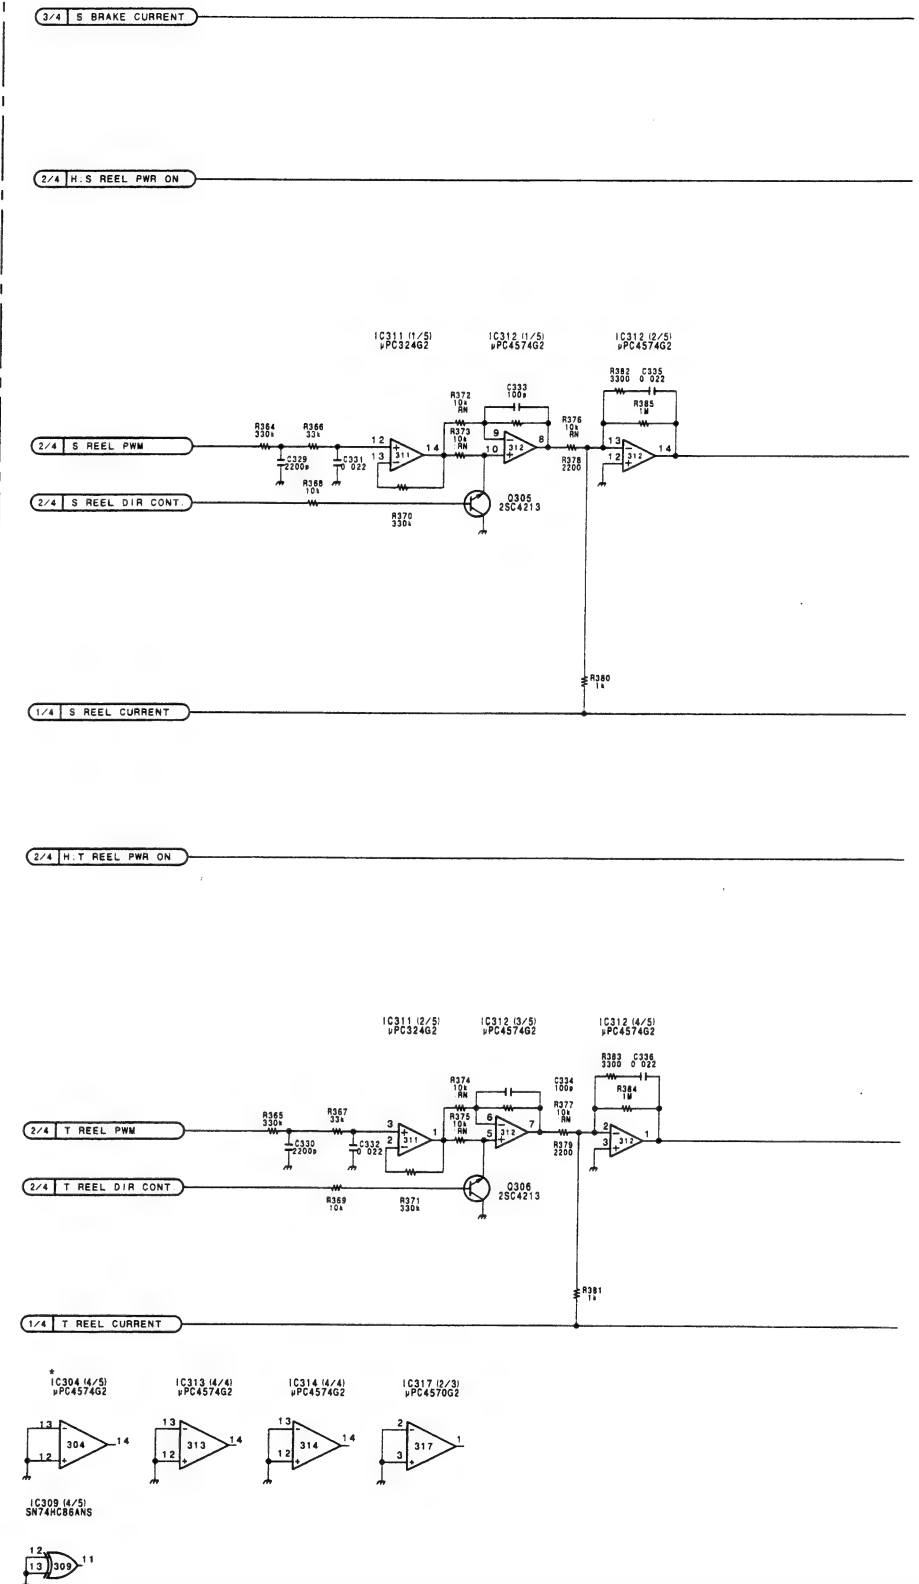 3/4 S BRAKE CURRENT
2/4 H:S REEL PWR ON
IC311 (1/5) IC312 (1/5) IC312 (2/5)
µPC324G2 µPC4574G2 µPC4574G2
R382 C335
3300 0 022
C333
100p
R372
10k
RN
R385
1M
R364
330k
R366
33k
R373
10k
RN
R376
10k
RN
2/4 S REEL PWM
12
13
311
14
9
10
312
8
13
12
312
14
C329
2200p
C331
0 022
R378
2200
R368
10k
2/4 S REEL DIR CONT.
R370
330k
Q305
2SC4213
R380
1k
1/4 S REEL CURRENT
2/4 H:T REEL PWR ON
IC311 (2/5) IC312 (3/5) IC312 (4/5)
µPC324G2 µPC4574G2 µPC4574G2
R383 C336
3300 0 022
R374
10k
RN
C334
100p
R384
1M
R365
330k
R367
33k
R375
10k
RN
R377
10k
RN
2/4 T REEL PWM
3
2
311
1
6
5
312
7
2
3
312
1
C330
2200p
C332
0 022
R379
2200
2/4 T REEL DIR CONT.
R369
10k
R371
330k
Q306
2SC4213
R381
1k
1/4 T REEL CURRENT
*
IC304 (4/5) IC313 (4/4) IC314 (4/4) IC317 (2/3)
µPC4574G2 µPC4574G2 µPC4574G2 µPC4570G2
13
12
304
14
13
12
313
14
13
12
314
14
2
3
317
1
IC309 (4/5)
SN74HC86ANS
12
13
309
11